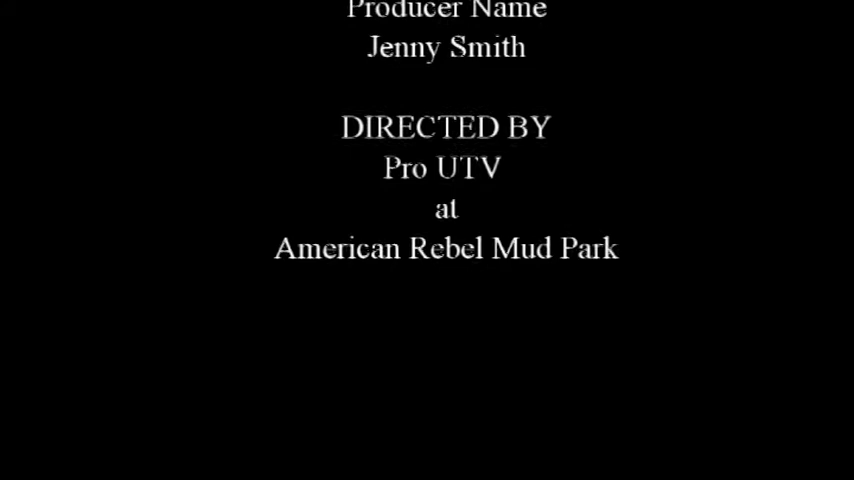 Producer Name
Jenny Smith
DIRECTED BY
Pro UTV
at
American Rebel Mud Park